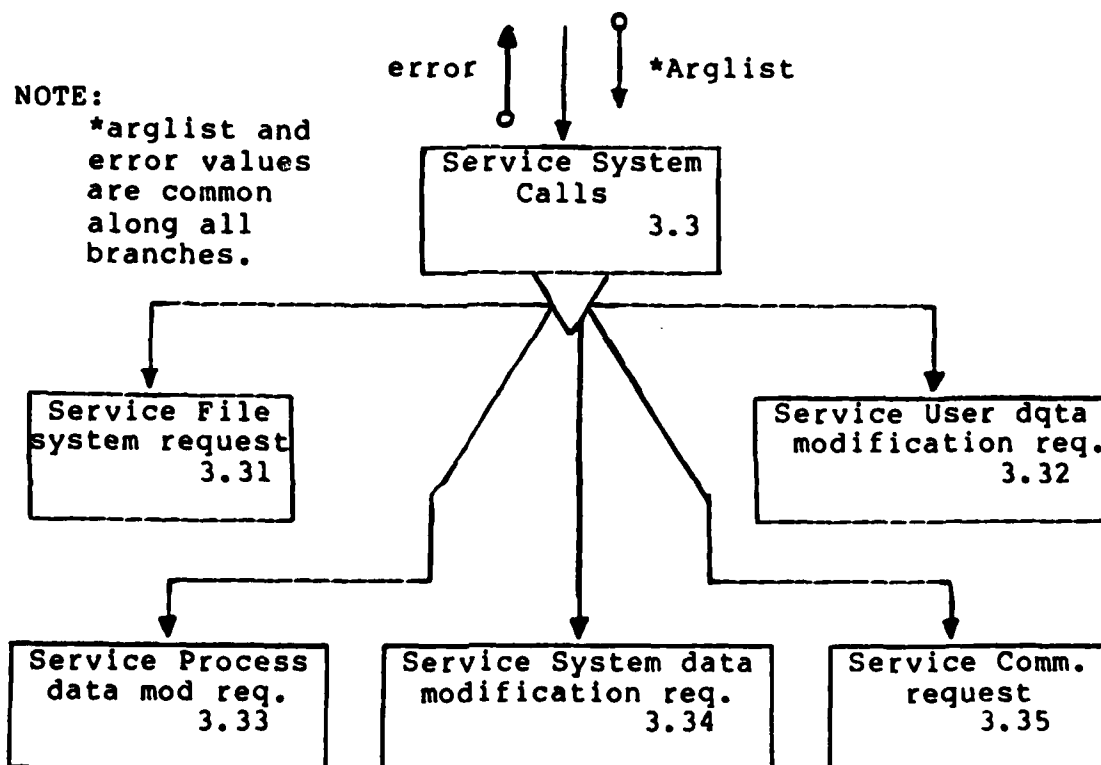 error
*Arglist
NOTE:
*arglist and
error values
are common
along all
branches.
Service System
Calls
3.3
Service File
system request
3.31
Service User dqta
modification req.
3.32
Service Process
data mod req.
3.33
Service System data
modification req.
3.34
Service Comm.
request
3.35